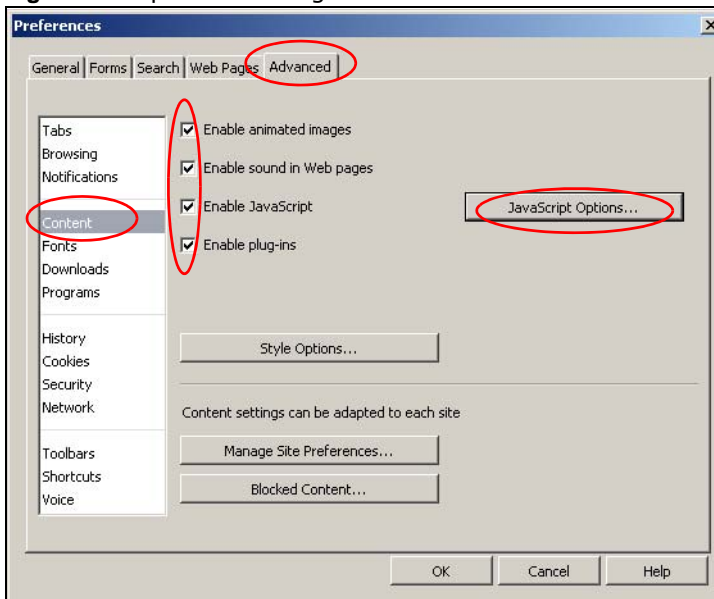 Preferences
General Forms Search Web Pages Advanced
Tabs
Browsing
Notifications
Content
Fonts
Downloads
Programs
History
Cookies
Security
Network
Toolbars
Shortcuts
Voice
Enable animated images
Enable sound in Web pages
Enable JavaScript
JavaScript Options...
Enable plug-ins
Style Options...
Content settings can be adapted to each site
Manage Site Preferences...
Blocked Content...
OK Cancel Help